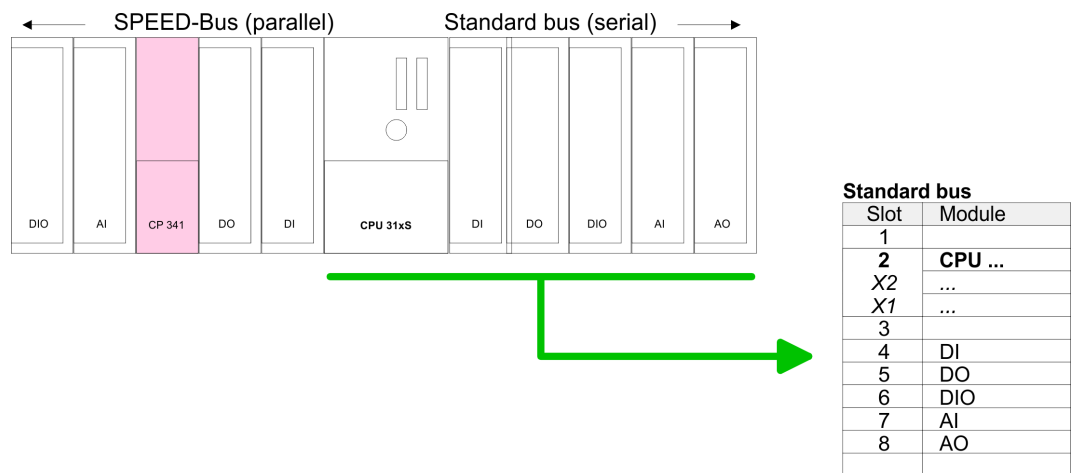 SPEED-Bus (parallel) Standard bus (serial)
DIO AI CP 341 DO DI CPU 31xS DI DO DIO AI AO
Standard bus
Slot Module
1
2 CPU ...
X2 ...
X1 ...
3
4 DI
5 DO
6 DIO
7 AI
8 AO